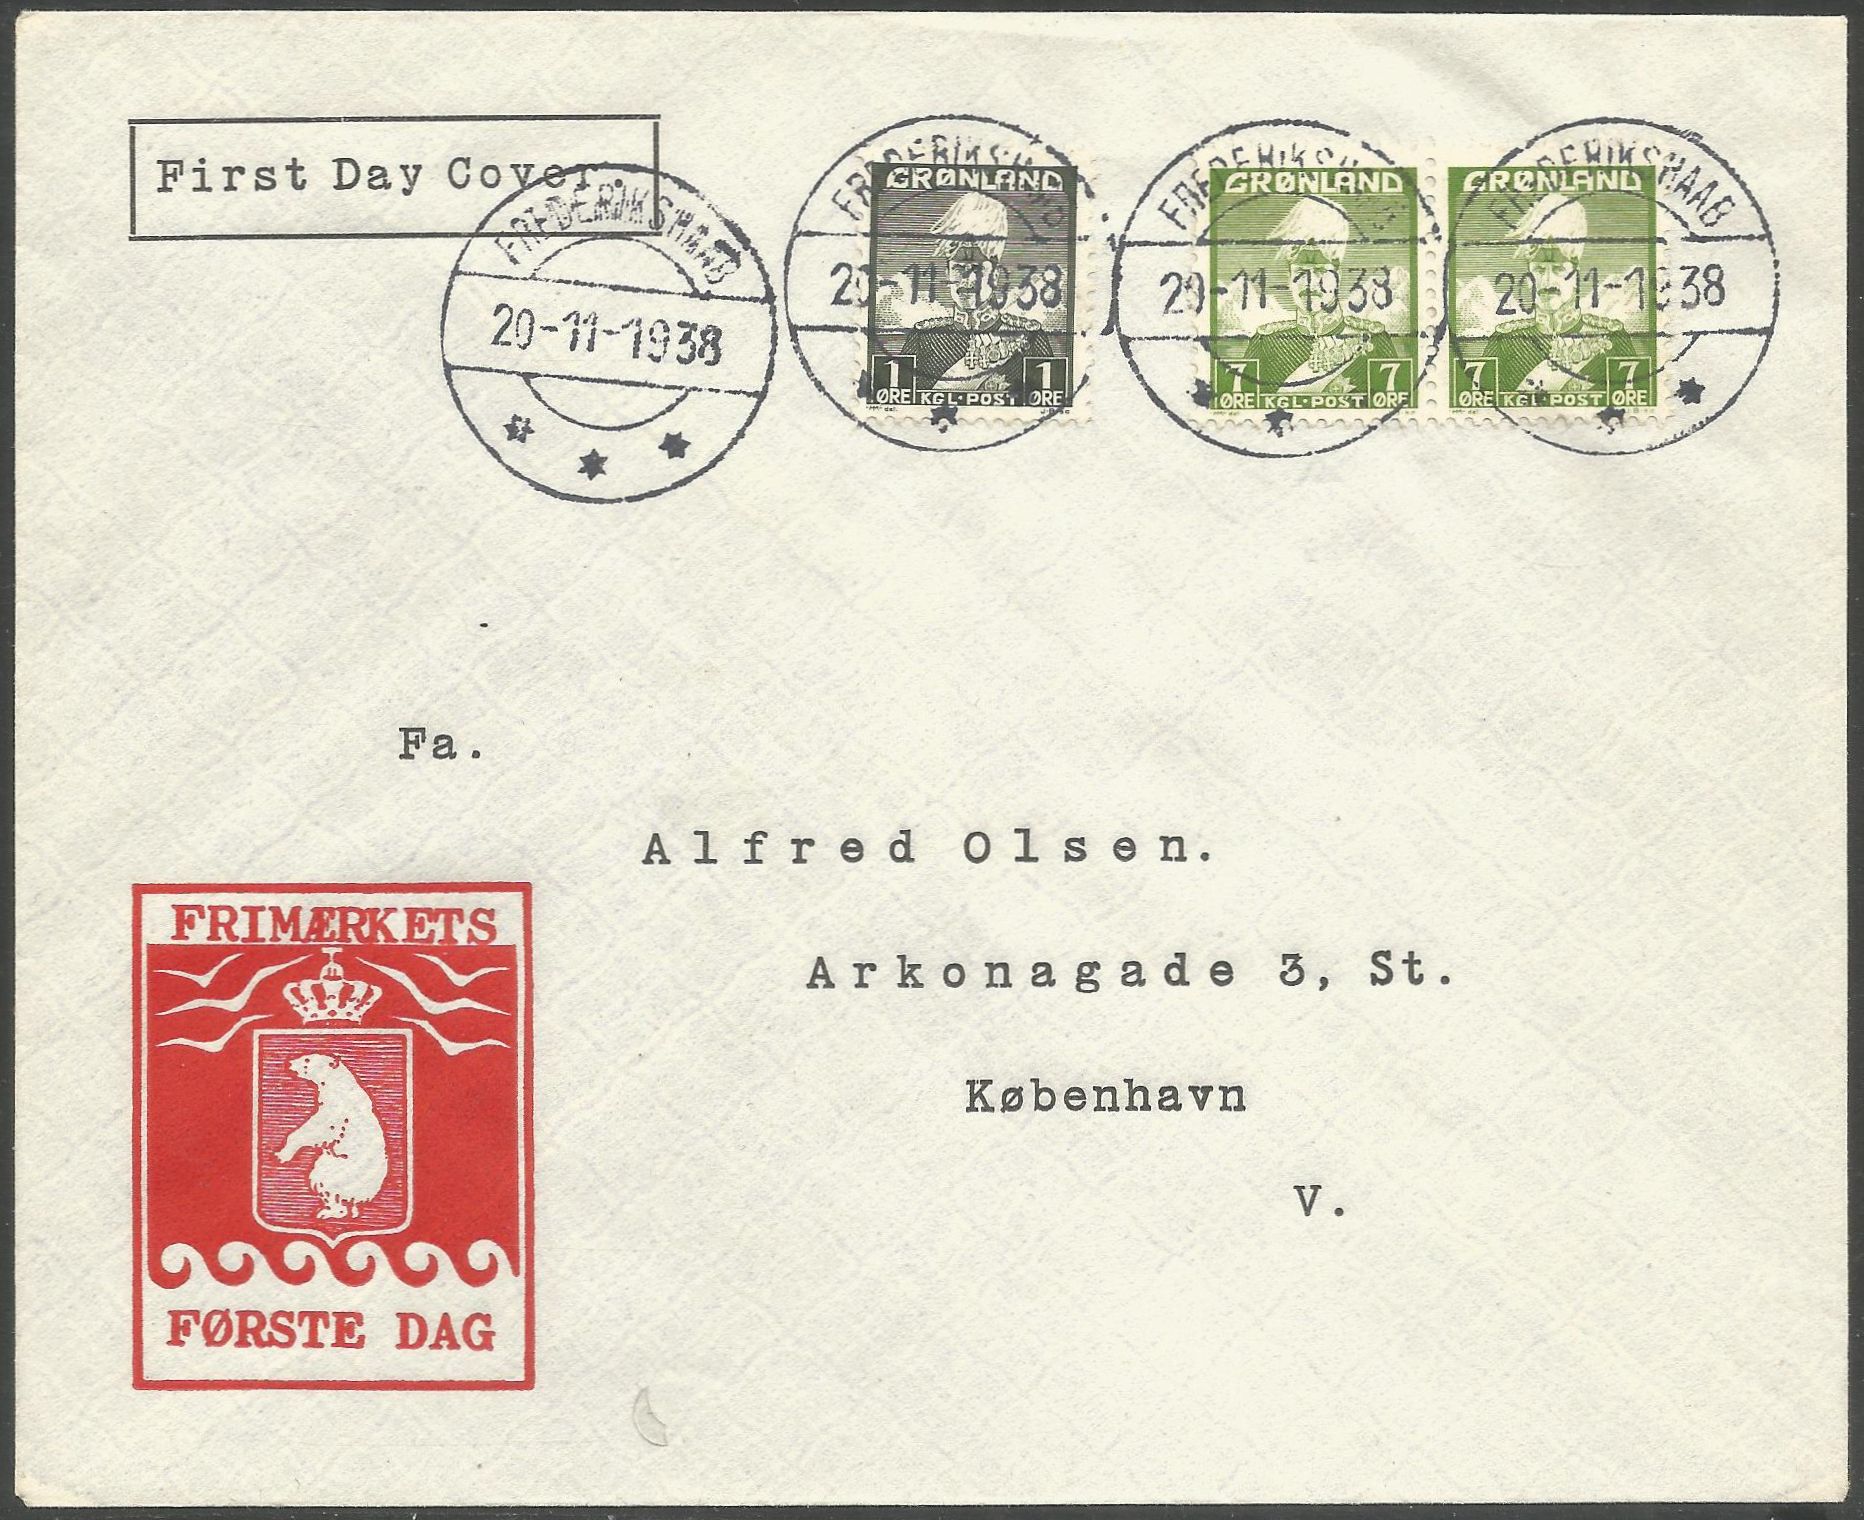 First Day Cover
FREDERIKSHAAB
20-11-1938
FREDERIKSHAAB
20-11-1938
GRØNLAND
1 ØRE KGL·POST 1 ØRE
FREDERIKSHAAB
20-11-1938
GRØNLAND
7 ØRE KGL·POST 7 ØRE
FREDERIKSHAAB
20-11-1938
GRØNLAND
7 ØRE KGL·POST 7 ØRE
Fa.
Alfred Olsen.
Arkonagade 3, St.
København
V.
FRIMÆRKETS
FØRSTE DAG